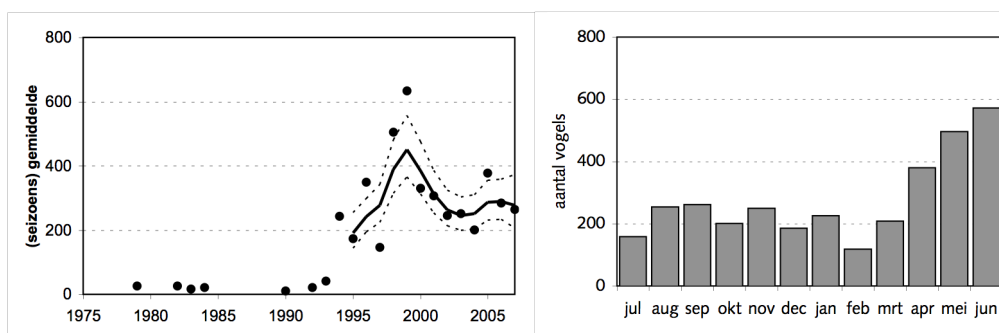 (seizoens) gemiddelde
800
600
400
200
0
1975 1980 1985 1990 1995 2000 2005
aantal vogels
800
600
400
200
0
jul aug sep okt nov dec jan feb mrt apr mei jun